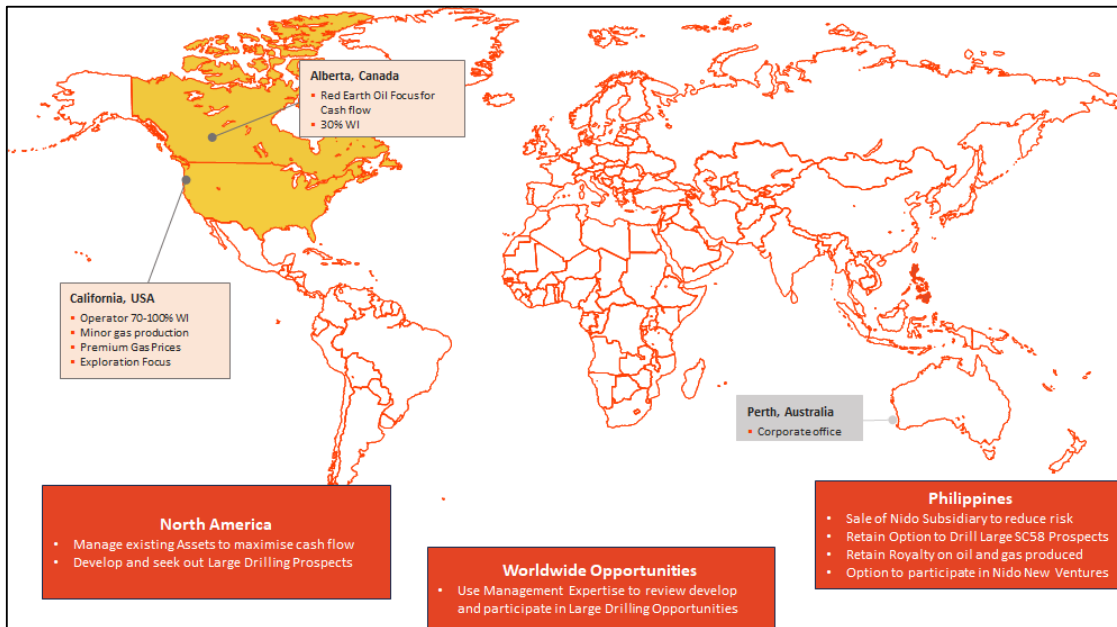 Alberta, Canada
▪ Red Earth Oil Focus for
Cash flow
▪ 30% WI
California, USA
▪ Operator 70-100% WI
▪ Minor gas production
▪ Premium Gas Prices
▪ Exploration Focus
Perth, Australia
▪ Corporate office
North America
• Manage existing Assets to maximise cash flow
• Develop and seek out Large Drilling Prospects
Worldwide Opportunities
• Use Management Expertise to review develop
and participate in Large Drilling Opportunities
Philippines
• Sale of Nido Subsidiary to reduce risk
• Retain Option to Drill Large SC58 Prospects
• Retain Royalty on oil and gas produced
• Option to participate in Nido New Ventures